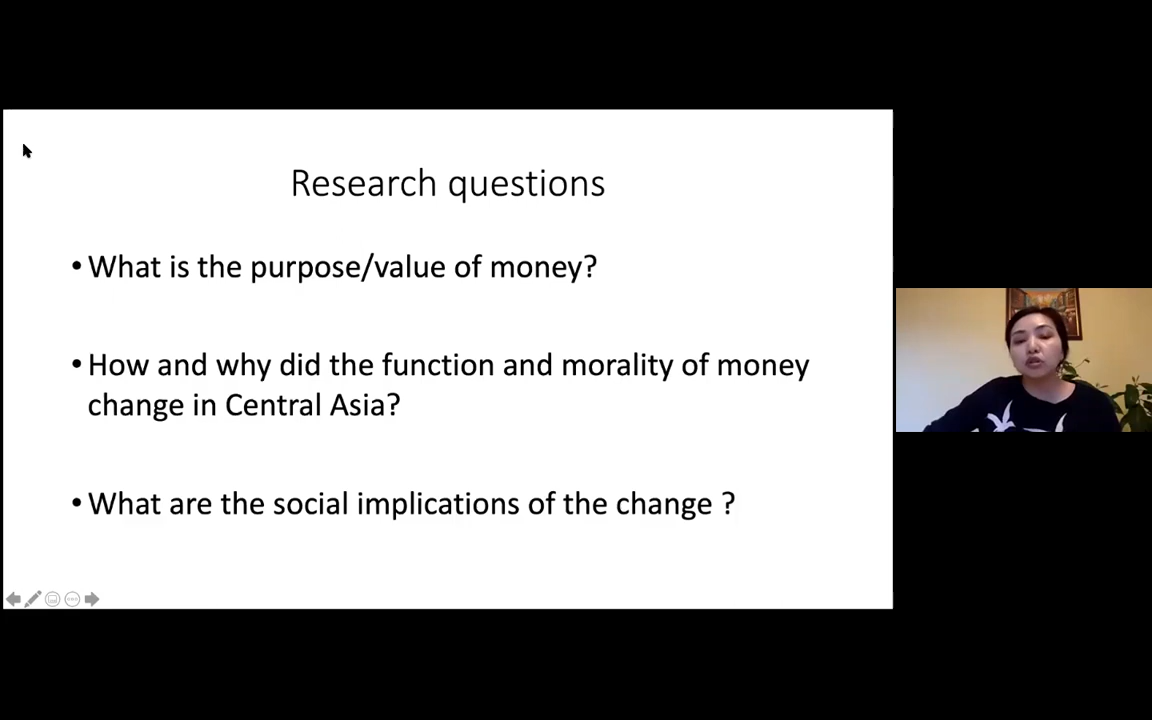 Research questions
• What is the purpose/value of money?
• How and why did the function and morality of money
change in Central Asia?
• What are the social implications of the change ?